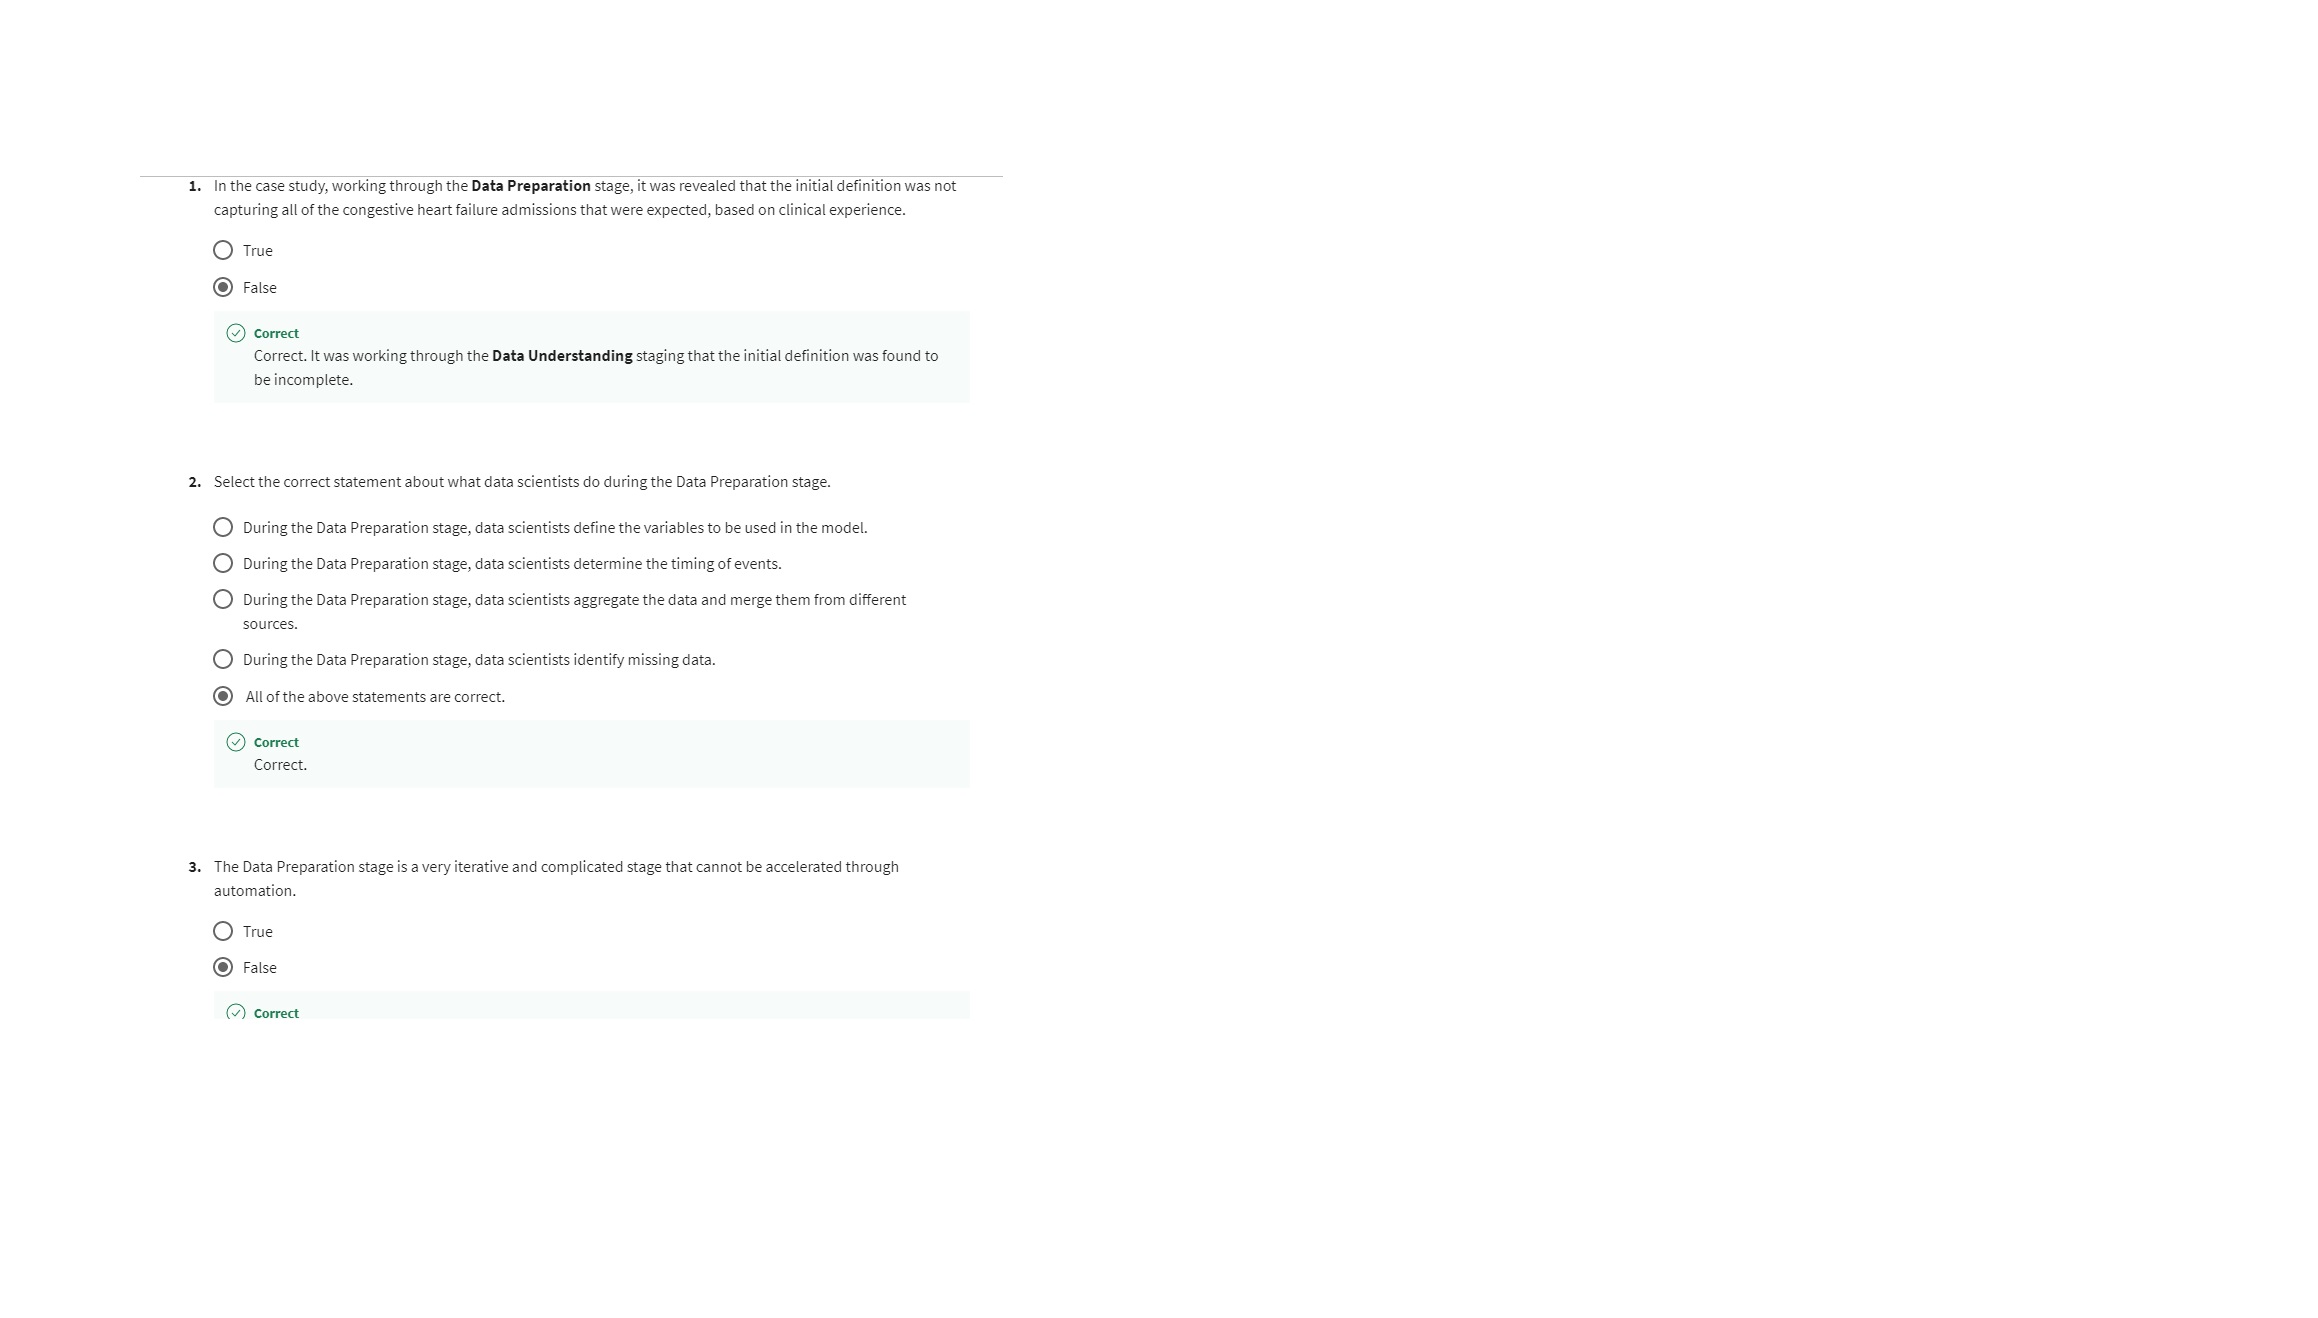 1. In the case study, working through the Data Preparation stage, it was revealed that the initial definition was not
capturing all of the congestive heart failure admissions that were expected, based on clinical experience.
True
False
Correct
Correct. It was working through the Data Understanding staging that the initial definition was found to
be incomplete.
2. Select the correct statement about what data scientists do during the Data Preparation stage.
During the Data Preparation stage, data scientists define the variables to be used in the model.
During the Data Preparation stage, data scientists determine the timing of events.
During the Data Preparation stage, data scientists aggregate the data and merge them from different
sources.
During the Data Preparation stage, data scientists identify missing data.
All of the above statements are correct.
Correct
Correct.
3. The Data Preparation stage is a very iterative and complicated stage that cannot be accelerated through
automation.
True
False
Correct